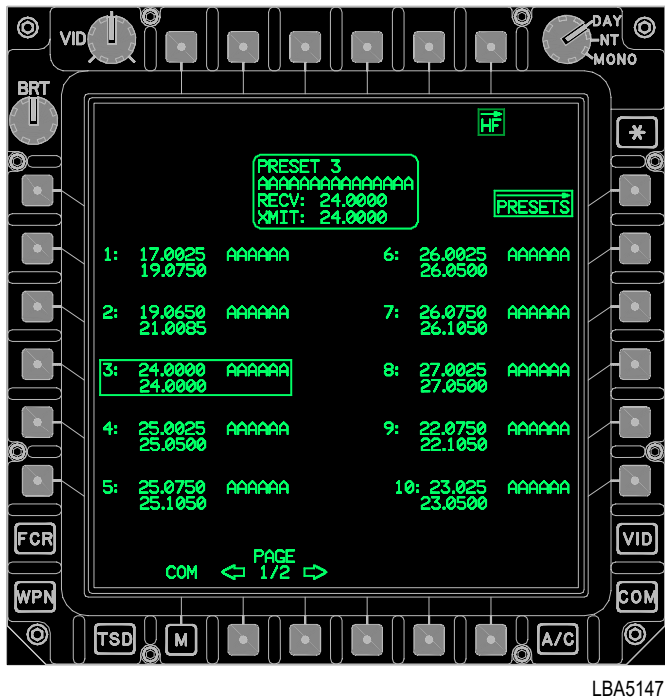 VID
DAY
NT
MONO
BRT
HF
*
PRESET 3
AAAAAAAAAAAAAAA
RECV: 24.0000
XMIT: 24.0000
PRESETS
1: 17.0025 AAAAAA
19.0750
6: 26.0025 AAAAAA
26.0500
2: 19.0650 AAAAAA
21.0085
7: 26.0750 AAAAAA
26.1050
3: 24.0000 AAAAAA
24.0000
8: 27.0025 AAAAAA
27.0500
4: 25.0025 AAAAAA
25.0500
9: 22.0750 AAAAAA
22.1050
5: 25.0750 AAAAAA
25.1050
10: 23.025 AAAAAA
23.0500
FCR
VID
PAGE
COM 1/2
WPN
COM
TSD
M
A/C
LBA5147